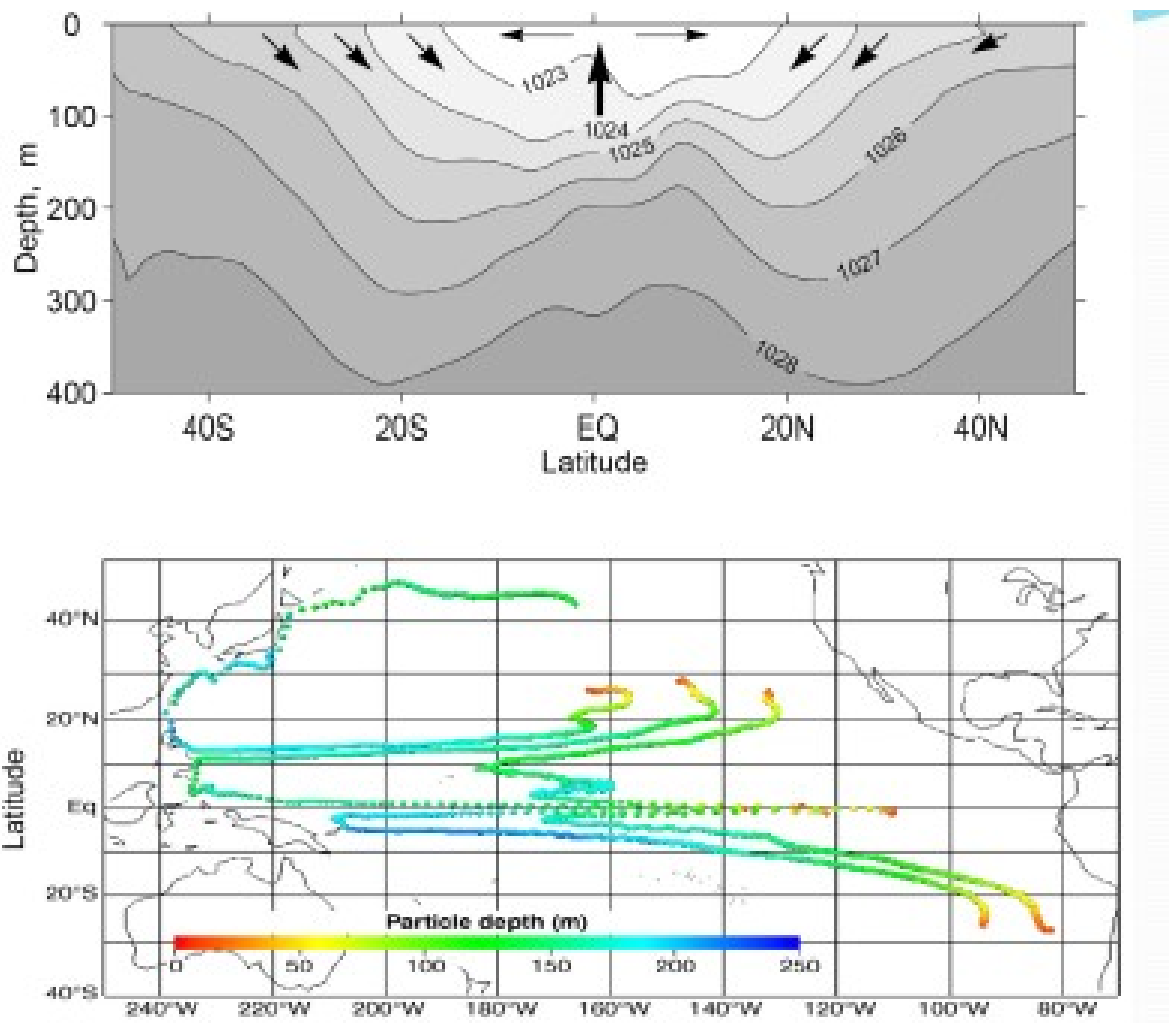 0
100
200
300
400
Depth, m
1023
1024
1025
1026
1027
1028
40S 20S EQ 20N 40N
Latitude
40°N
20°N
Eq
20°S
40°S
Latitude
Particle depth (m)
0 50 100 150 200 250
240°W 220°W 200°W 180°W 160°W 140°W 120°W 100°W 80°W